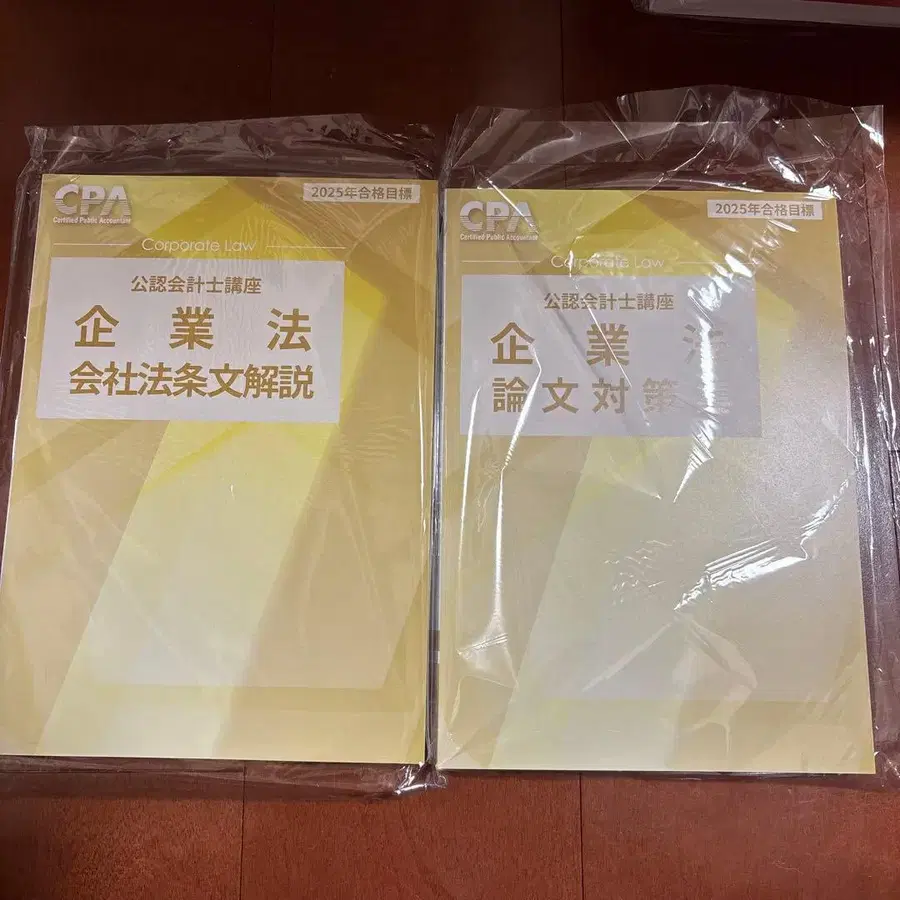 CPA
Certified Public Accountant
2025年合格目標
Corporate Law
公認会計士講座
企業法
会社法条文解説
CPA
Certified Public Accountant
2025年合格目標
Corporate Law
公認会計士講座
企業法
論文対策